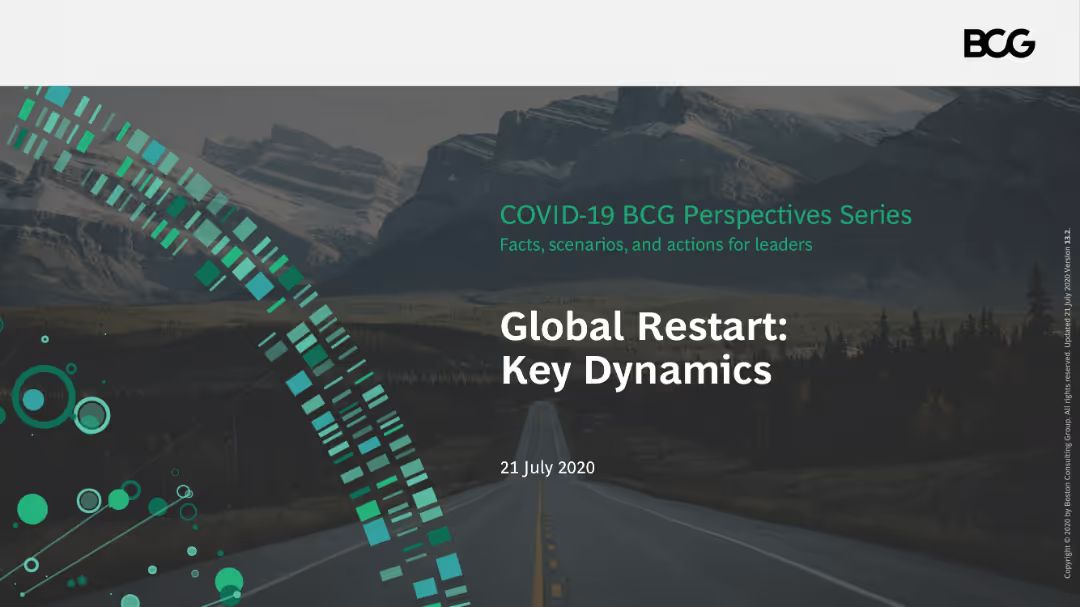 BCG
COVID-19 BCG Perspectives Series
Facts, scenarios, and actions for leaders
Global Restart:
Key Dynamics
21 July 2020
Copyright © 2020 by Boston Consulting Group. All rights reserved. Updated 21 July 2020 Version 13.2.